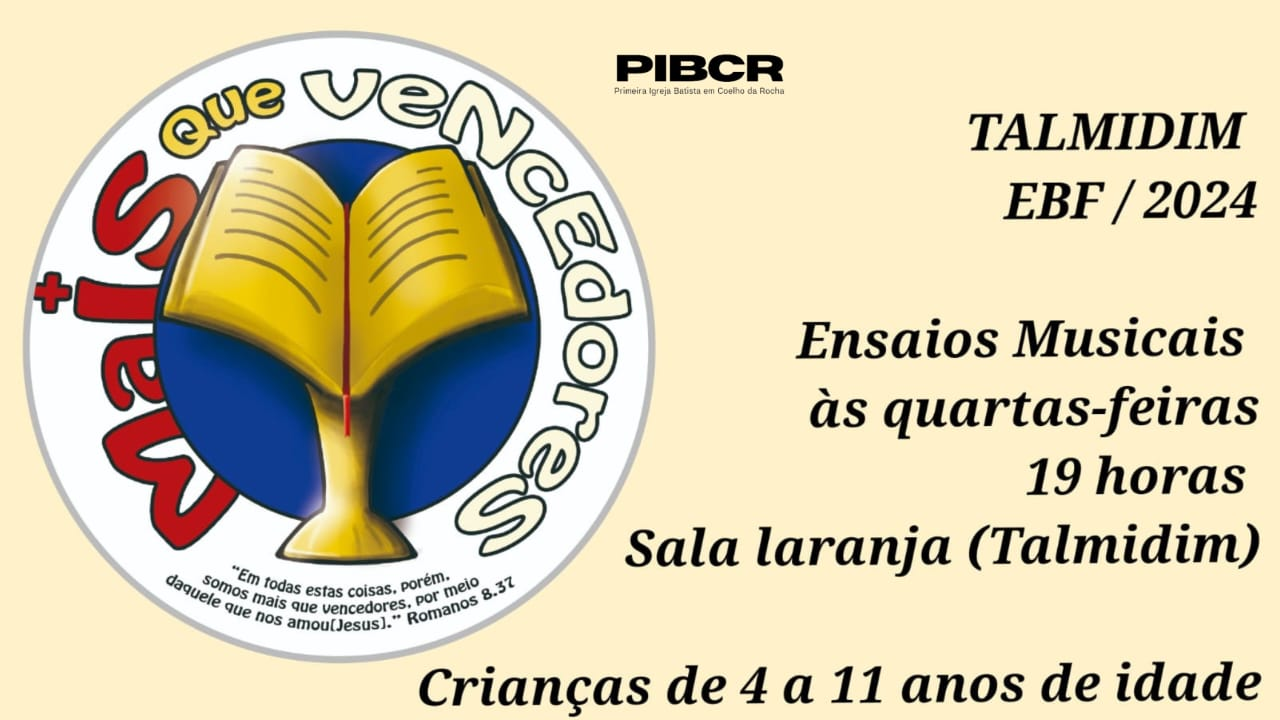 Mais Que Vencedores
"Em todas estas coisas, porém,
somos mais que vencedores, por meio
daquele que nos amou[Jesus]." Romanos 8.37
PIBCR
Primeira Igreja Batista em Coelho da Rocha
TALMIDIM
EBF / 2024
Ensaios Musicais
às quartas-feiras
19 horas
Sala laranja (Talmidim)
Crianças de 4 a 11 anos de idade